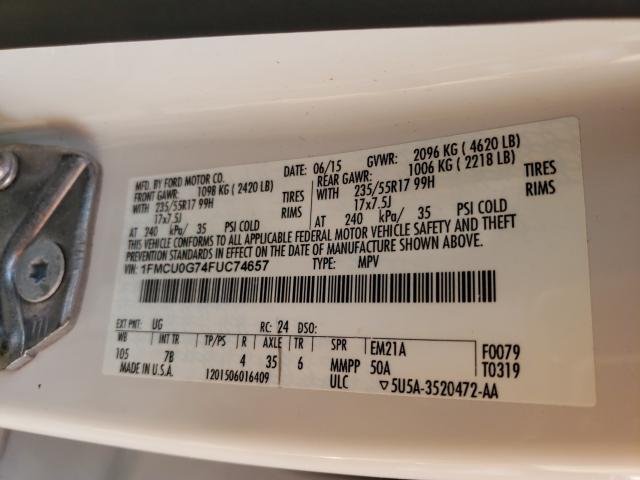 MFD. BY FORD MOTOR CO. DATE: 06/15 GVWR: 2096 KG ( 4620 LB)
FRONT GAWR: 1098 KG ( 2420 LB) REAR GAWR: 1006 KG ( 2218 LB)
WITH 235/55R17 99H TIRES WITH 235/55R17 99H TIRES
17x7.5J RIMS 17x7.5J RIMS
AT 240 kPa/ 35 PSI COLD AT 240 kPa/ 35 PSI COLD
THIS VEHICLE CONFORMS TO ALL APPLICABLE FEDERAL MOTOR VEHICLE SAFETY AND THEFT
PREVENTION STANDARDS IN EFFECT ON THE DATE OF MANUFACTURE SHOWN ABOVE.
VIN: 1FMCU0G74FUC74657 TYPE: MPV
EXT PNT: UG RC: 24 DSO:
WB INT TR TP/PS R AXLE TR SPR EM21A F0079
105 7B 4 35 6 MMPP 50A T0319
MADE IN U.S.A. 1201506016409 ULC ▽5U5A-3520472-AA